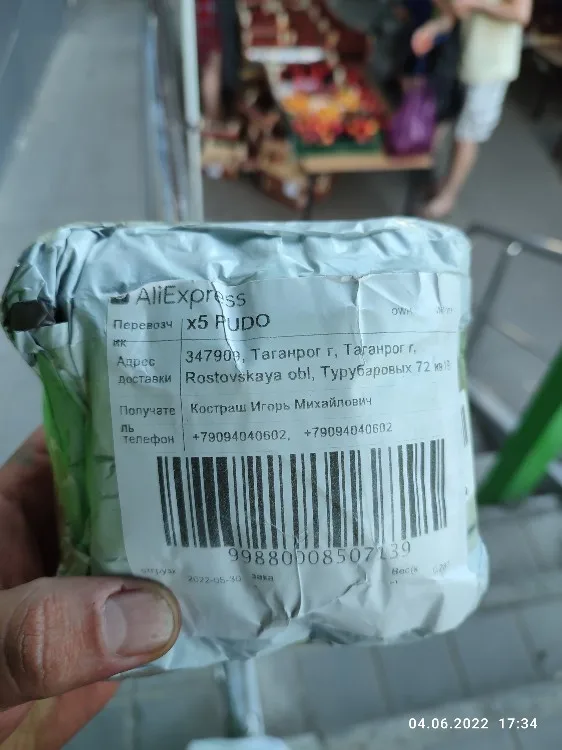 AliExpress
Перевозч
ик
x5 PUDO
Адрес
доставки
347909, Таганрог г, Таганрог г,
Rostovskaya obl, Турубаровых 72
Получате
ль
Костраш Игорь Михайлович
телефон
+79094040602, +79094040602
99880008507139
2022-05-30
04.06.2022 17:34